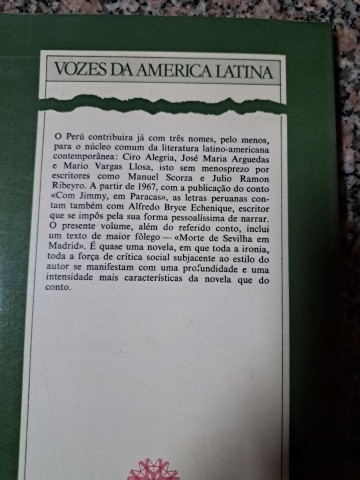 VOZES DA AMERICA LATINA
O Perú contribuira já com três nomes, pelo menos,
para o núcleo comum da literatura latino-americana
contemporânea: Ciro Alegria, José Maria Arguedas
e Mario Vargas Llosa, isto sem menosprezo por
escritores como Manuel Scorza e Julio Ramon
Ribeyro. A partir de 1967, com a publicação do conto
«Com Jimmy, em Paracas», as letras peruanas con-
tam também com Alfredo Bryce Echenique, escritor
que se impôs pela sua forma pessoalíssima de narrar.
O presente volume, além do referido conto, inclui
um texto de maior fôlego — «Morte de Sevilha em
Madrid». É quase uma novela, em que toda a ironia,
toda a força de crítica social subjacente ao estilo do
autor se manifestam com uma profundidade e uma
intensidade mais características da novela que do
conto.